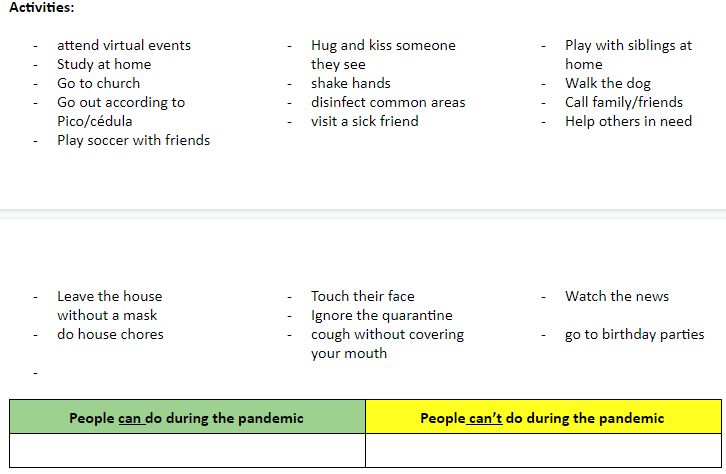 Activities:
- attend virtual events
- Study at home
- Go to church
- Go out according to
Pico/cédula
- Play soccer with friends
- Hug and kiss someone
they see
- shake hands
- disinfect common areas
- visit a sick friend
- Play with siblings at
home
- Walk the dog
- Call family/friends
- Help others in need
- Leave the house
without a mask
- do house chores
-
- Touch their face
- Ignore the quarantine
- cough without covering
your mouth
- Watch the news
- go to birthday parties
People can do during the pandemic
People can't do during the pandemic